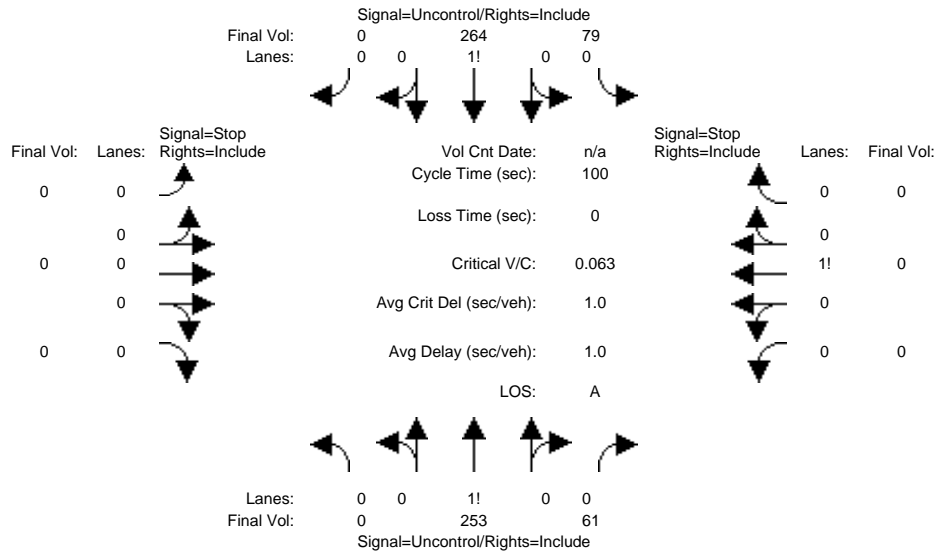 Signal=Uncontrol/Rights=Include
Final Vol: 0 264 79
Lanes: 0 0 1! 0 0
Signal=Stop
Final Vol: Lanes: Rights=Include
Vol Cnt Date: n/a
Signal=Stop
Rights=Include Lanes: Final Vol:
Cycle Time (sec): 100
0 0
0 0
Loss Time (sec): 0
0
0
0 0
Critical V/C: 0.063
1! 0
0
Avg Crit Del (sec/veh): 1.0
0
0 0
Avg Delay (sec/veh): 1.0
0 0
LOS: A
Lanes: 0 0 1! 0 0
Final Vol: 0 253 61
Signal=Uncontrol/Rights=Include